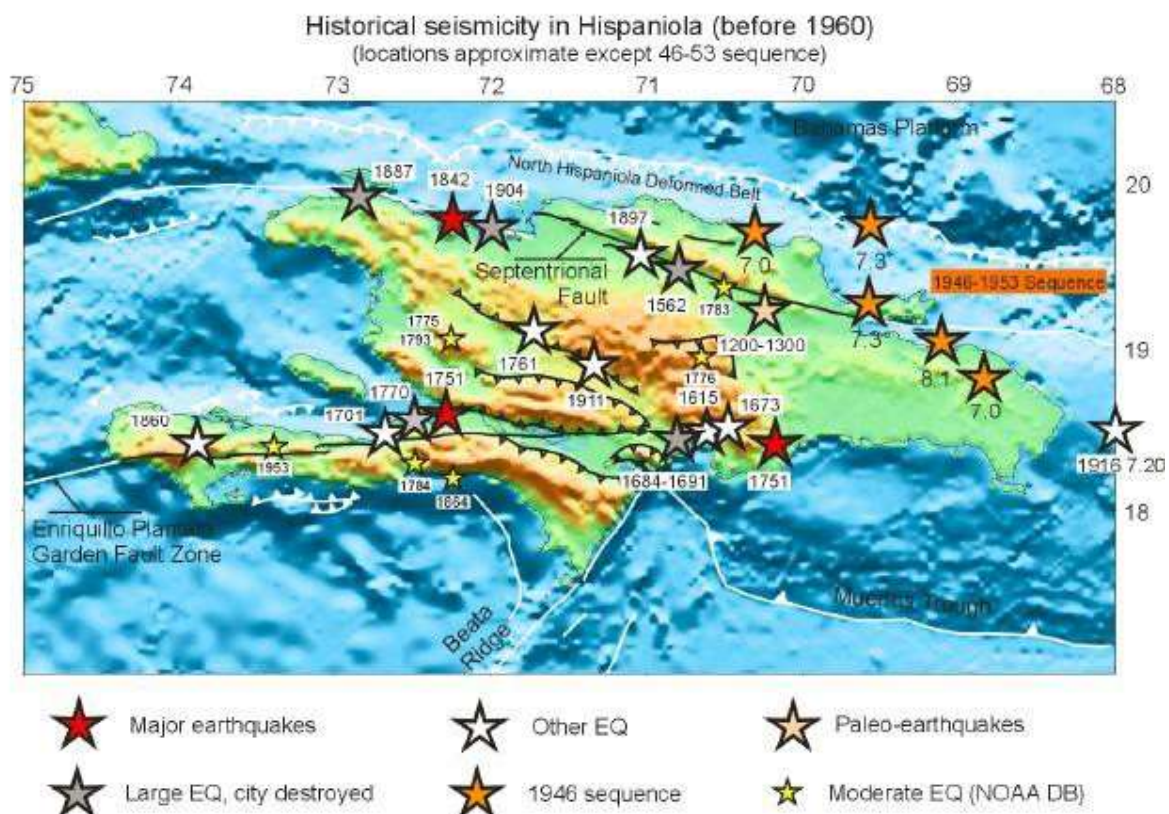 Historical seismicity in Hispaniola (before 1960)
(locations approximate except 46-53 sequence)
75 74 73 72 71 70 69 68
Bahamas Platform
1887
1842
1904
North Hispaniola Deformed Belt
20
1897
7.0
7.3
Septentrional
Fault
1946-1953 Sequence
1562
1783
7.3
1775
1793
1200-1300
19
1761
1776
8.1
1751
1770
1911
1615
1673
7.0
1701
1860
1953
1784
1864
1684-1691
1751
1916 7.2D
18
Enriquillo Plantain
Garden Fault Zone
Beata
Ridge
Muertos Trough
Major earthquakes
Other EQ
Paleo-earthquakes
Large EQ, city destroyed
1946 sequence
Moderate EQ (NOAA DB)